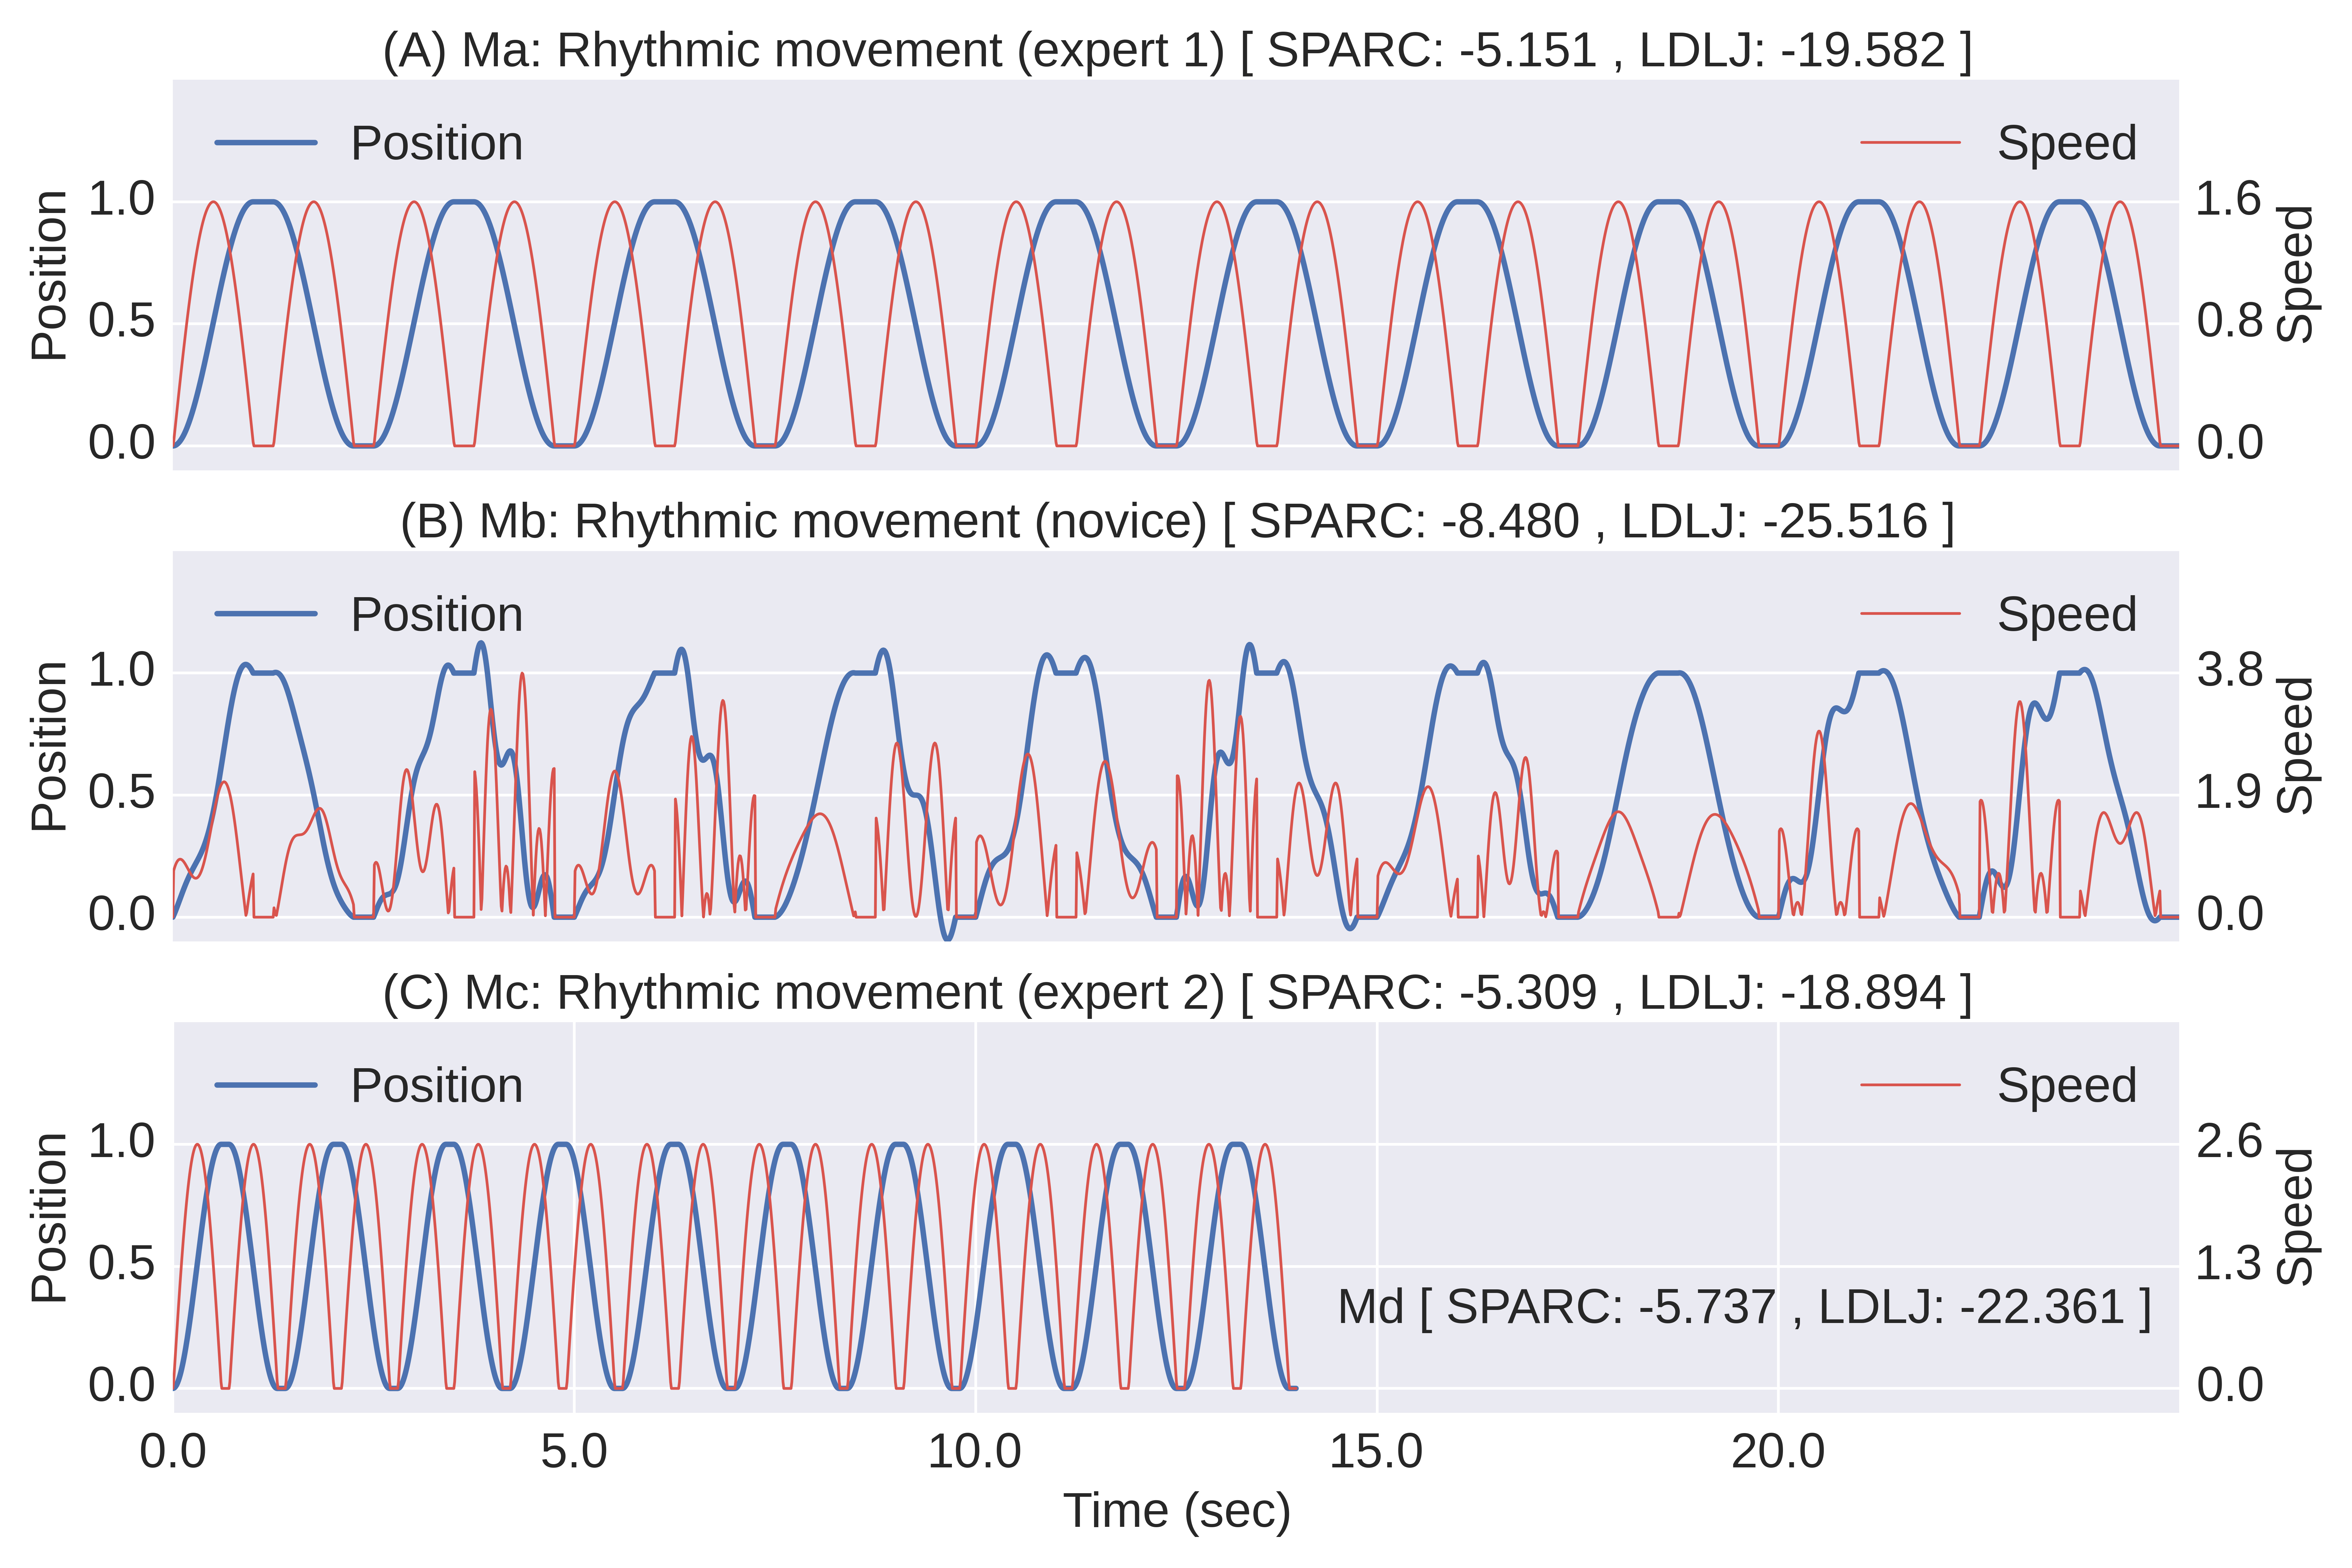 (A) Ma: Rhythmic movement (expert 1) [ SPARC: -5.151 , LDLJ: -19.582 ]
Position
Speed
1.0
0.5
0.0
Position
1.6
0.8
0.0
Speed
(B) Mb: Rhythmic movement (novice) [ SPARC: -8.480 , LDLJ: -25.516 ]
Position
Speed
1.0
0.5
0.0
Position
3.8
1.9
0.0
Speed
(C) Mc: Rhythmic movement (expert 2) [ SPARC: -5.309 , LDLJ: -18.894 ]
Position
Speed
1.0
0.5
0.0
Position
2.6
1.3
0.0
Speed
Md [ SPARC: -5.737 , LDLJ: -22.361 ]
0.0 5.0 10.0 15.0 20.0
Time (sec)